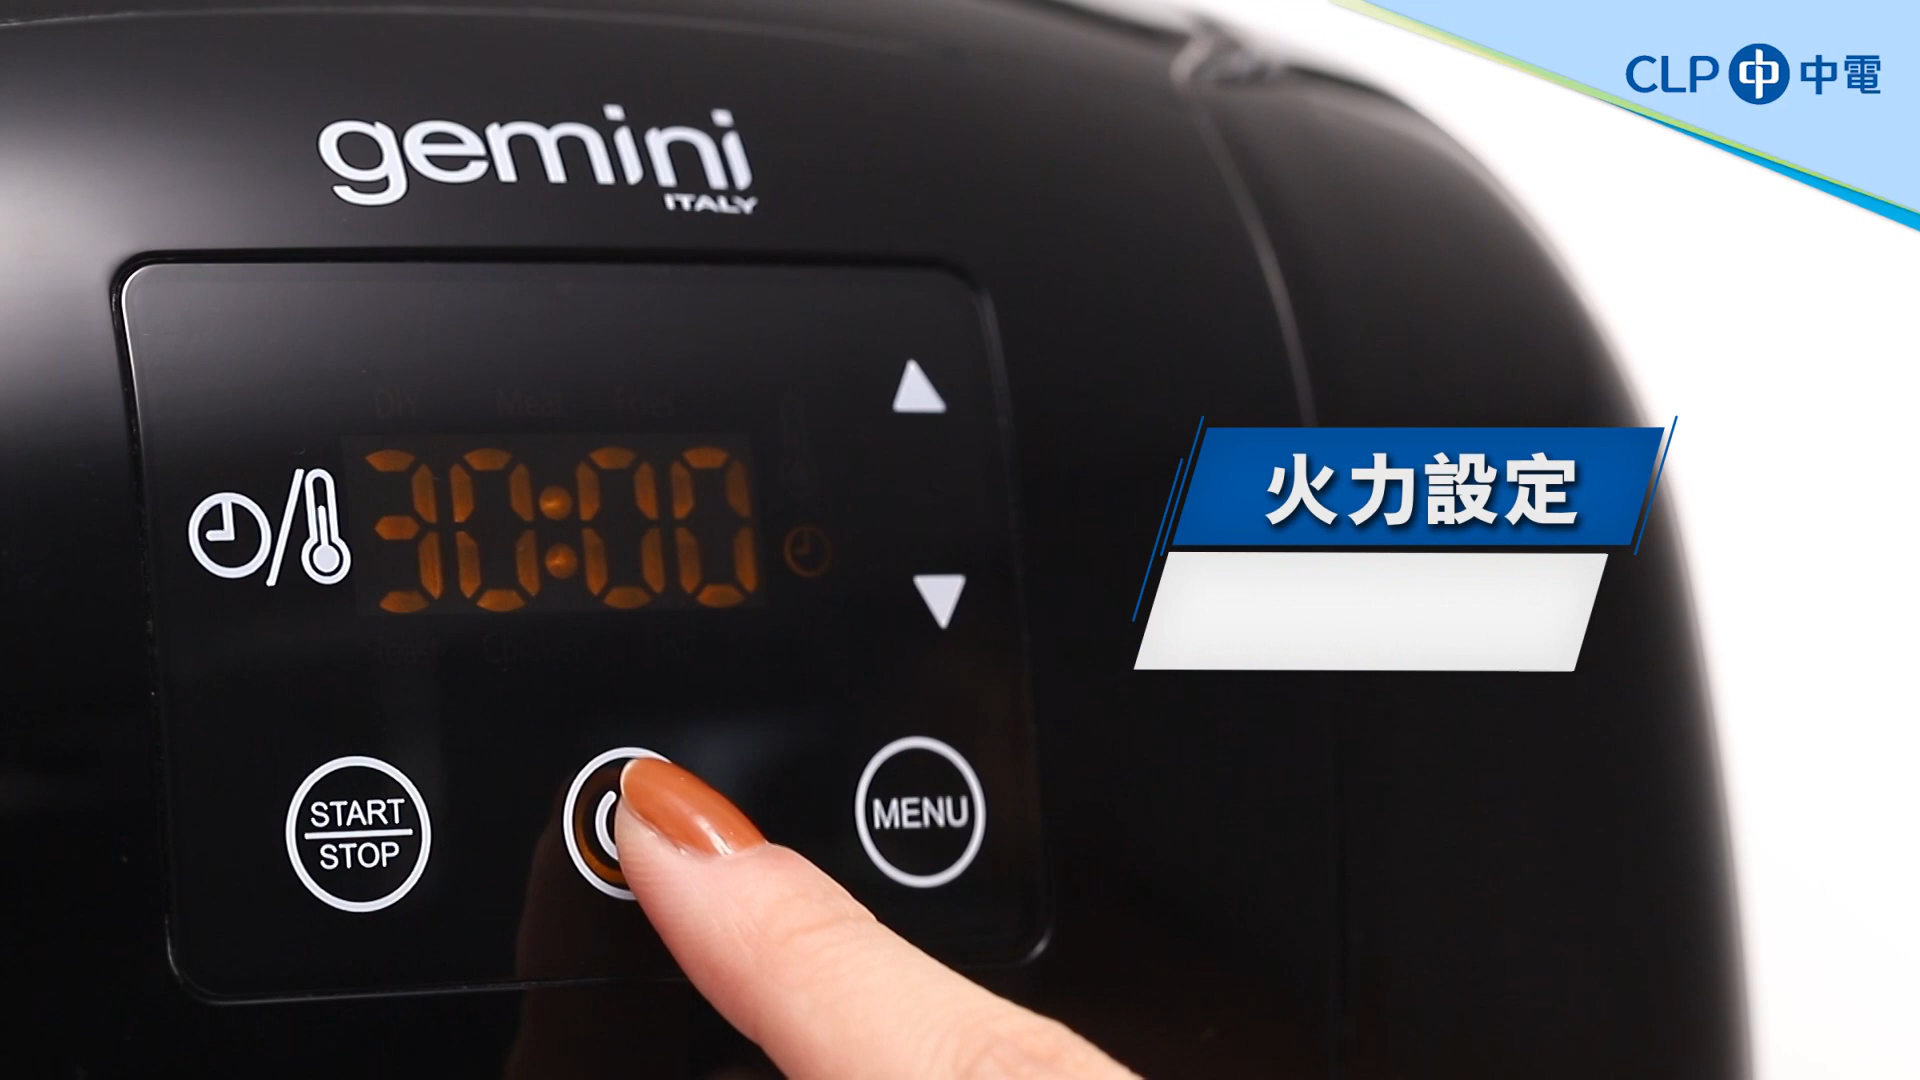 CLP 中電
gemini
ITALY
火力設定
30:00
START
STOP
MENU